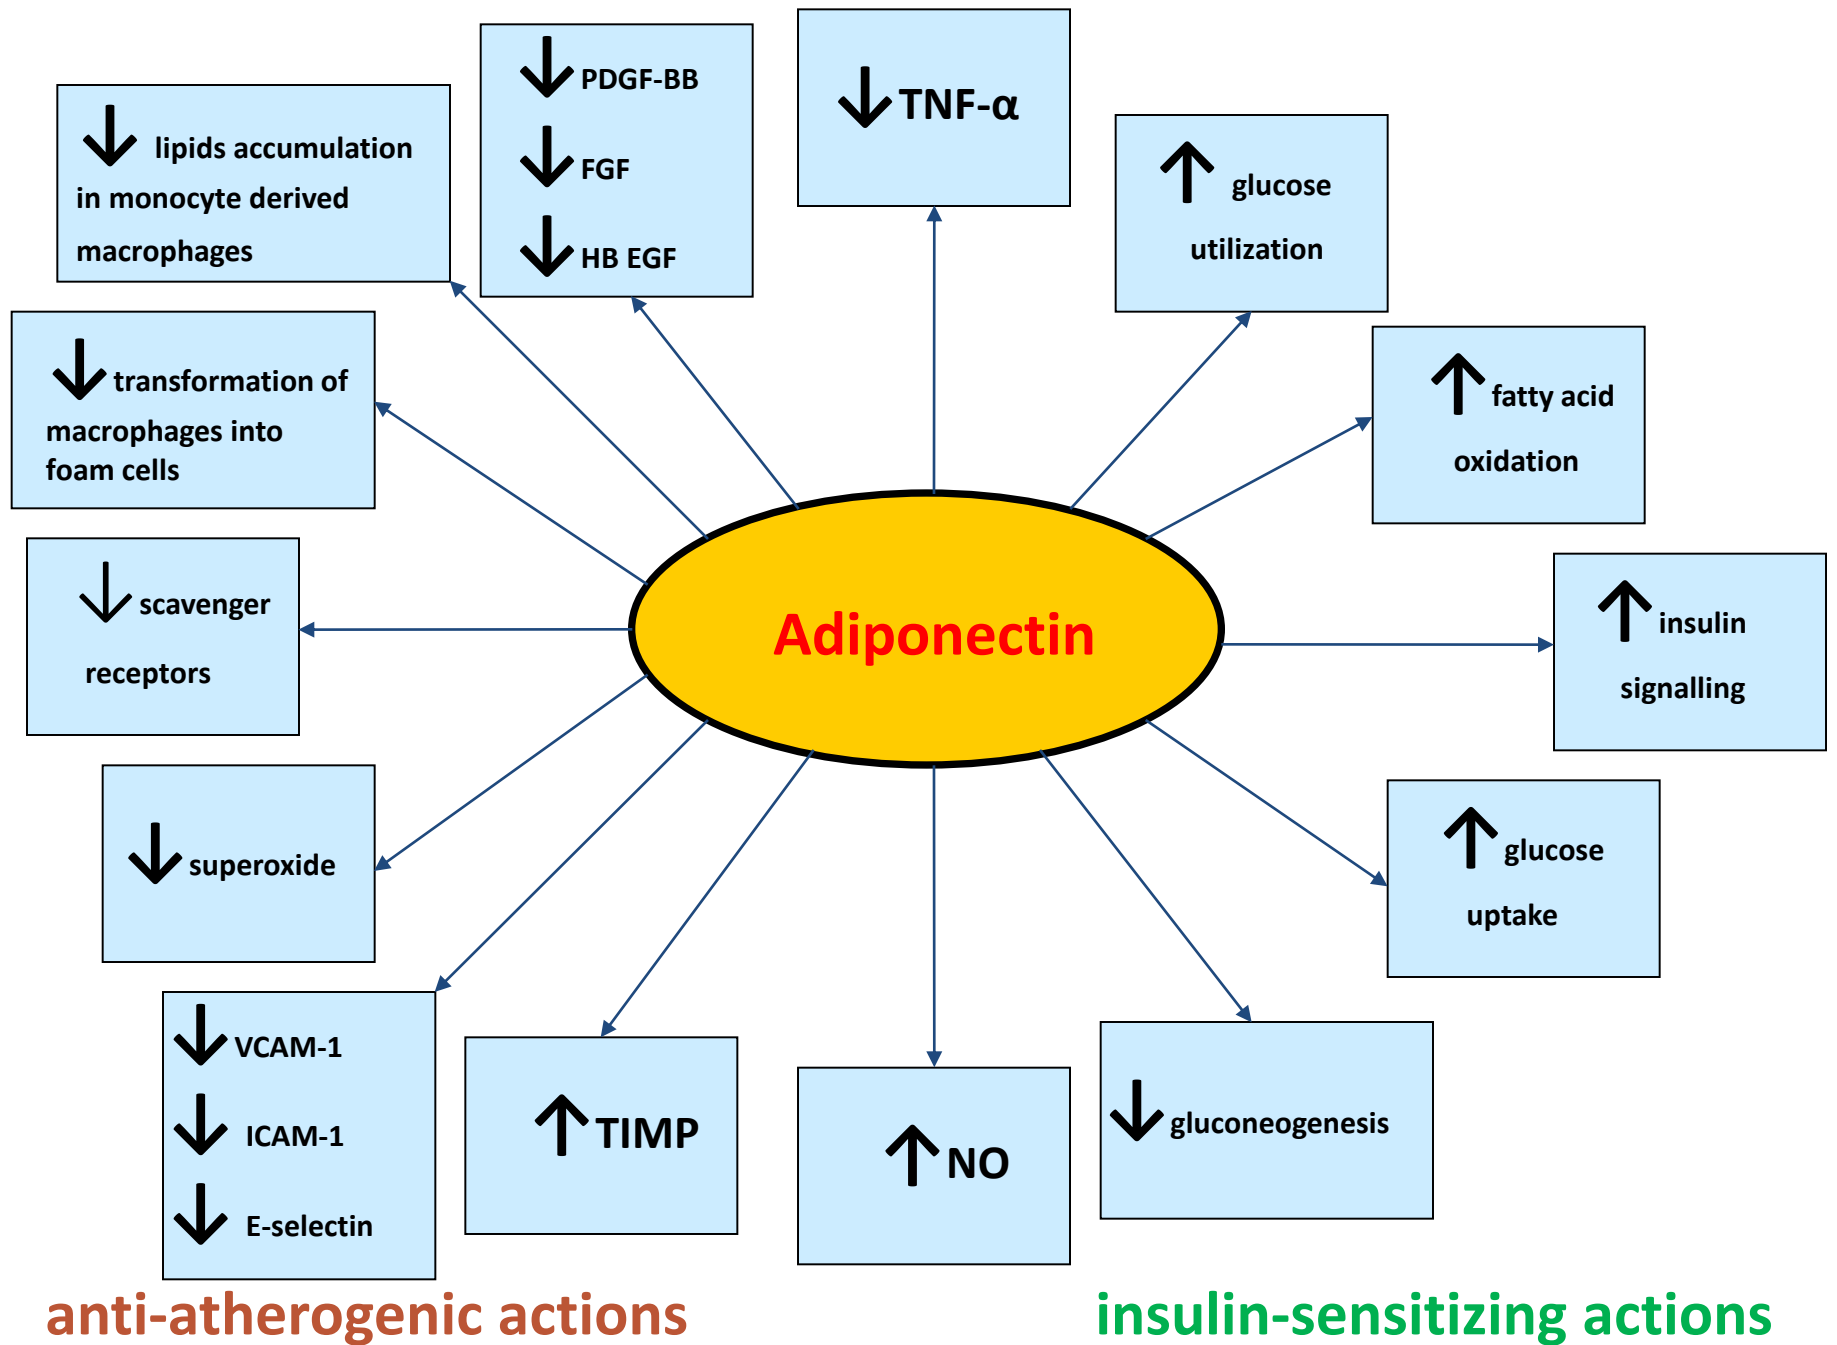 ↓ PDGF-BB
↓ FGF
↓ HB EGF
↓ TNF-α
↓ lipids accumulation
in monocyte derived
macrophages
↑ glucose
utilization
↓ transformation of
macrophages into
foam cells
↑ fatty acid
oxidation
↓ scavenger
receptors
Adiponectin
↑ insulin
signalling
↓ superoxide
↑ glucose
uptake
↓ VCAM-1
↓ ICAM-1
↓ E-selectin
↑ TIMP
↑ NO
↓ gluconeogenesis
anti-atherogenic actions
insulin-sensitizing actions